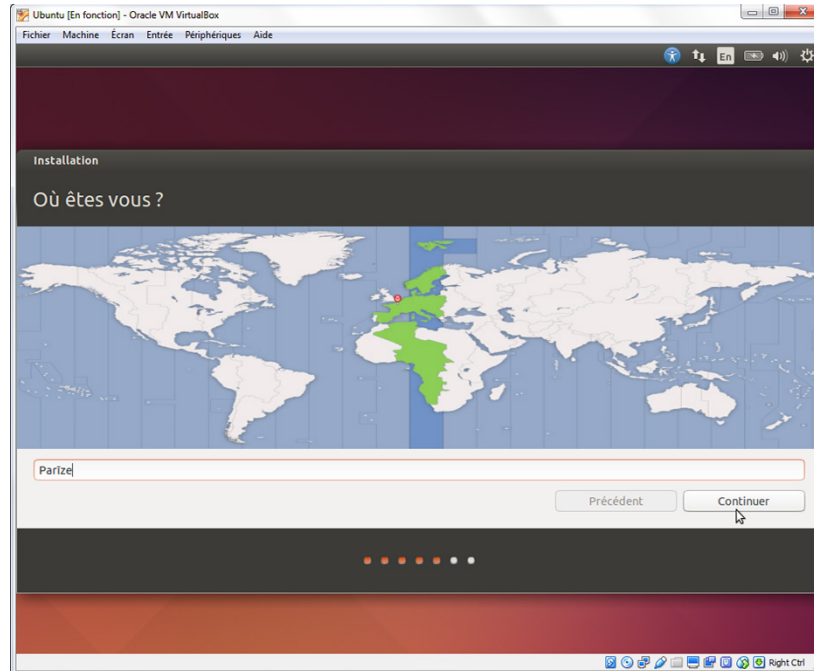 Ubuntu [En fonction] - Oracle VM VirtualBox
Fichier Machine Écran Entrée Périphériques Aide
En
Installation
Où êtes vous ?
Parīze
Précédent Continuer
Right Ctrl